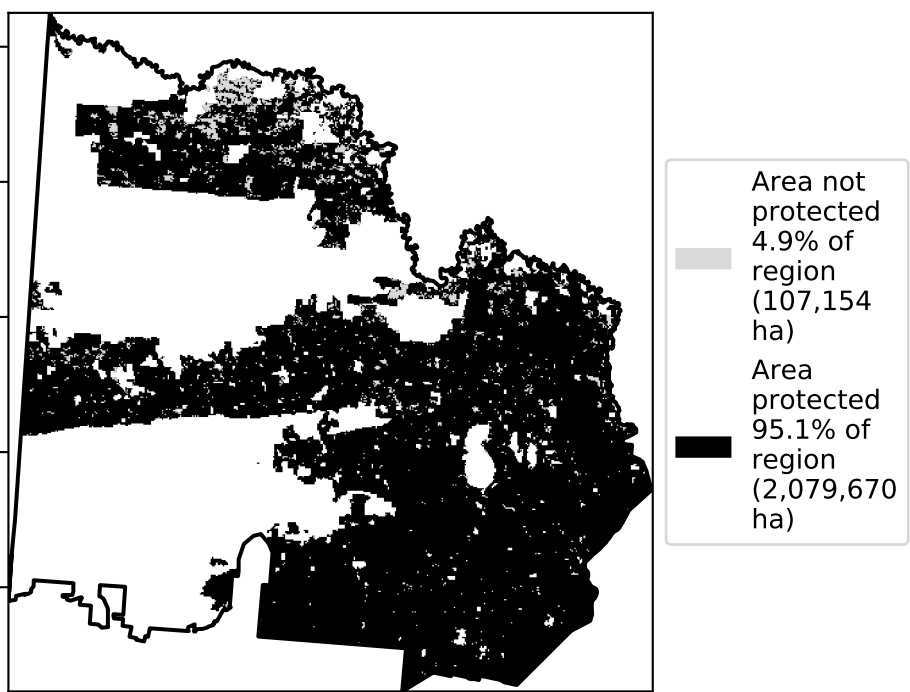 Area not
protected
4.9% of
region
(107,154
ha)
Area
protected
95.1% of
region
(2,079,670
ha)